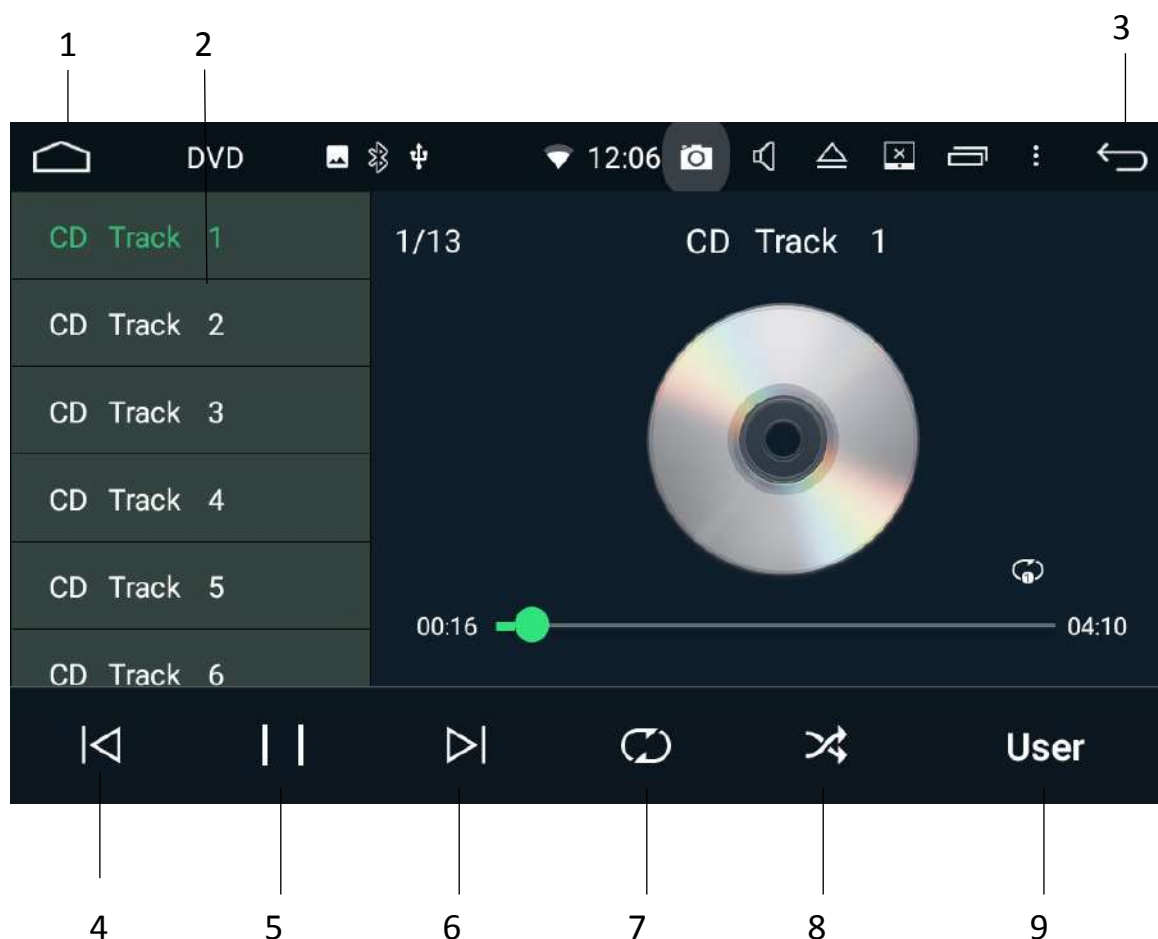 1 2 3
DVD 12:06
CD Track 1
CD Track 2
CD Track 3
CD Track 4
CD Track 5
CD Track 6
1/13 CD Track 1
1
00:16 04:10
User
4 5 6 7 8 9